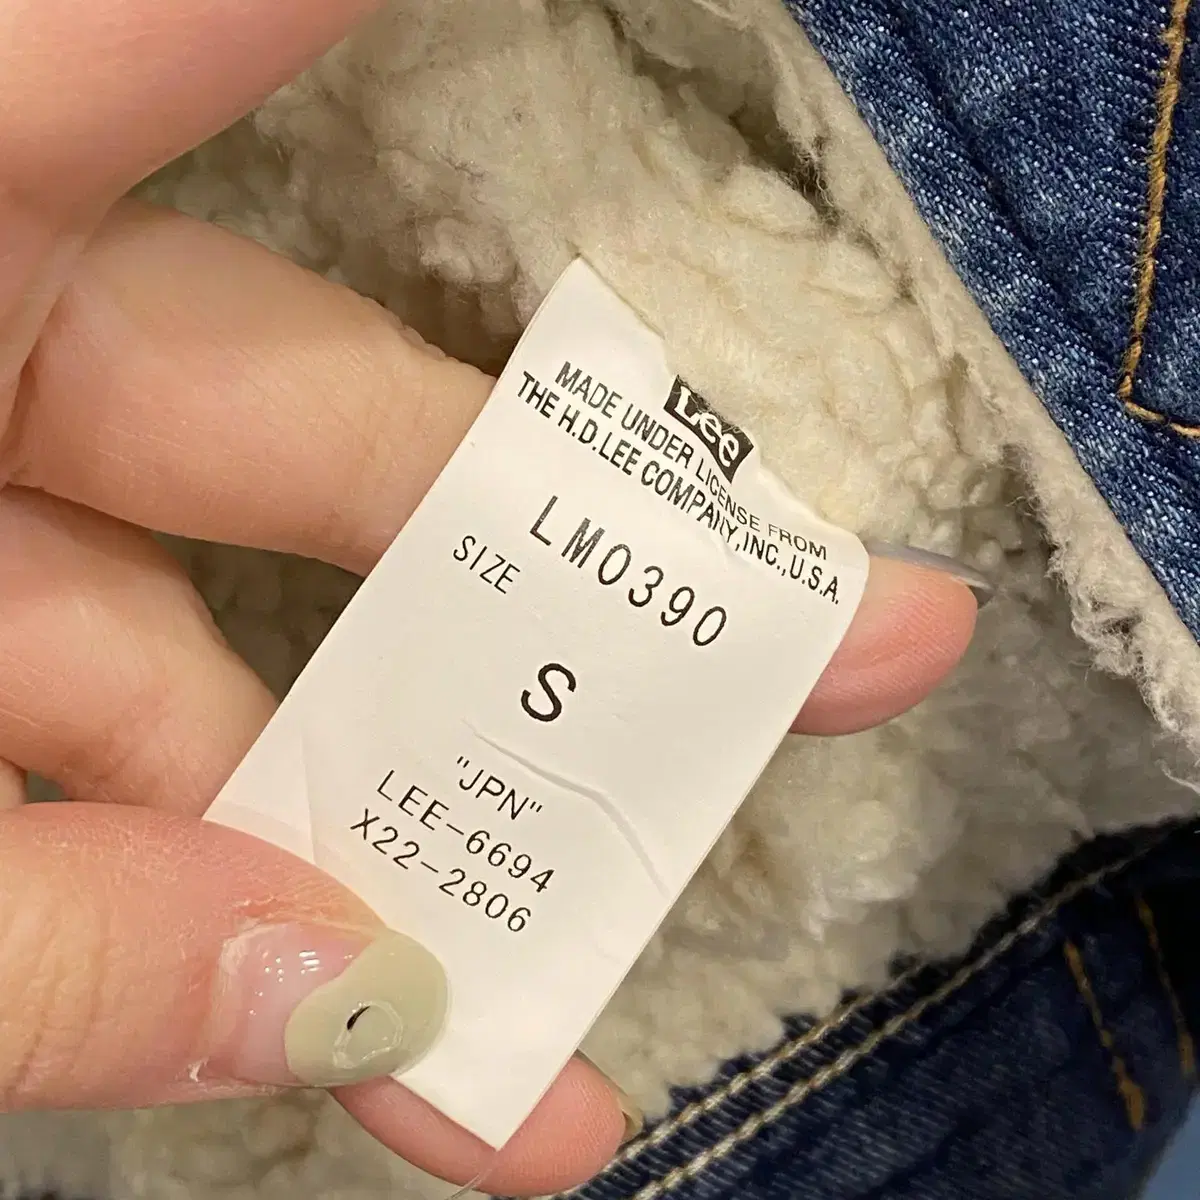 Lee
MADE UNDER LICENSE FROM
THE H.D.LEE COMPANY,INC.,U.S.A.
LM0390
SIZE
S
"JPN"
LEE-6694
X22-2806